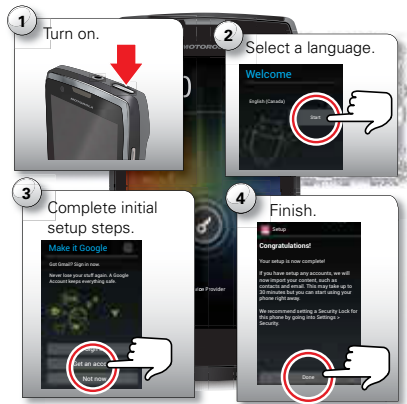 1
Turn on.
MOTOROLA
2
Select a language.
Welcome
English (Canada)
Start
3
Complete initial
setup steps.
Make it Google
Got Gmail? Sign in now.
Never lose your stuff again. A Google
Account keeps everything safe.
Not now
4
Finish.
Setup
Congratulations!
Your setup is now complete!
If you have setup any accounts, we will
now import your content, such as
contacts and email. This may take up to
30 minutes but you can start using your
phone right away.
We recommend setting a Security Lock for
this phone by going into Settings >
Security.
Done
Provider